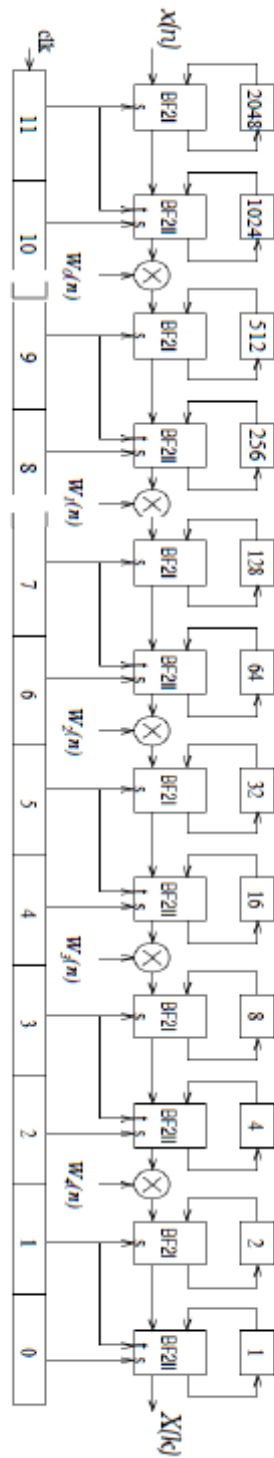 2048 1024 512 256 128 64 32 16 8 4 2 1
x(n) BF2I BF2II BF2I BF2II BF2I BF2II BF2I BF2II BF2I BF2II BF2I BF2II X(k)
s t s s t s s t s s t s s t s s t s
W₀(n) W₁(n) W₂(n) W₃(n) W₄(n)
clk 11 10 9 8 7 6 5 4 3 2 1 0